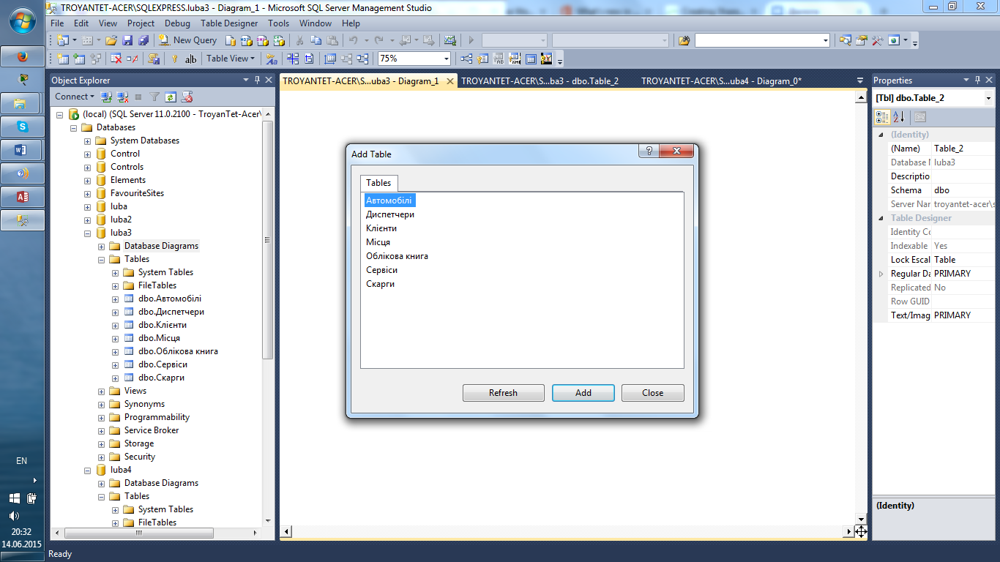 TROYANTET-ACER\SQLEXPRESS.luba3 - Diagram_1 - Microsoft SQL Server Management Studio
File Edit View Project Debug Table Designer Tools Window Help
New Query
Table View 75%
Object Explorer
Connect
(local) (SQL Server 11.0.2100 - TroyanTet-Acer\
Databases
System Databases
Control
Controls
Elements
FavouriteSites
luba
luba2
luba3
Database Diagrams
Tables
System Tables
FileTables
dbo.Автомобілі
dbo.Диспетчери
dbo.Клієнти
dbo.Місця
dbo.Облікова книга
dbo.Сервіси
dbo.Скарги
Views
Synonyms
Programmability
Service Broker
Storage
Security
luba4
Database Diagrams
Tables
System Tables
FileTables
TROYANTET-ACER\S...uba3 - Diagram_1 TROYANTET-ACER\S...ba3 - dbo.Table_2 TROYANTET-ACER\S...uba4 - Diagram_0*
Add Table
Tables
Автомобілі
Диспетчери
Клієнти
Місця
Облікова книга
Сервіси
Скарги
Refresh Add Close
Properties
[Tbl] dbo.Table_2
(Identity)
(Name) Table_2
Database N luba3
Descriptio
Schema dbo
Server Nar troyantet-acer\s
Table Designer
Identity Co
Indexable Yes
Lock Escal Table
Regular Da PRIMARY
Replicated No
Row GUID
Text/Imag PRIMARY
(Identity)
EN
20:32
14.06.2015
Ready